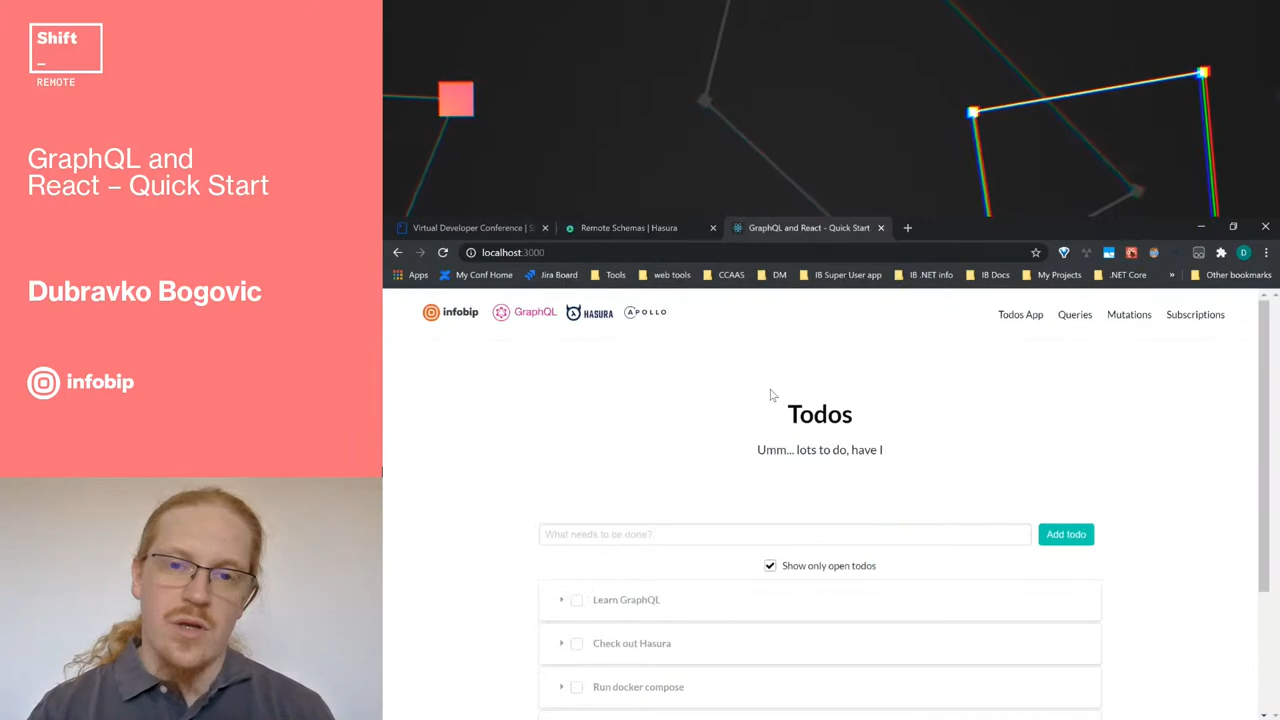 Shift
_
REMOTE
GraphQL and
React – Quick Start
Dubravko Bogovic
infobip
Virtual Developer Conference | S
Remote Schemas | Hasura
GraphQL and React - Quick Start
localhost:3000
D
Apps
My Conf Home
Jira Board
Tools
web tools
CCAAS
DM
IB Super User app
IB .NET info
IB Docs
My Projects
.NET Core
»
Other bookmarks
infobip
GraphQL
HASURA
APOLLO
Todos App
Queries
Mutations
Subscriptions
Todos
Umm... lots to do, have I
What needs to be done?
Add todo
Show only open todos
Learn GraphQL
Check out Hasura
Run docker compose